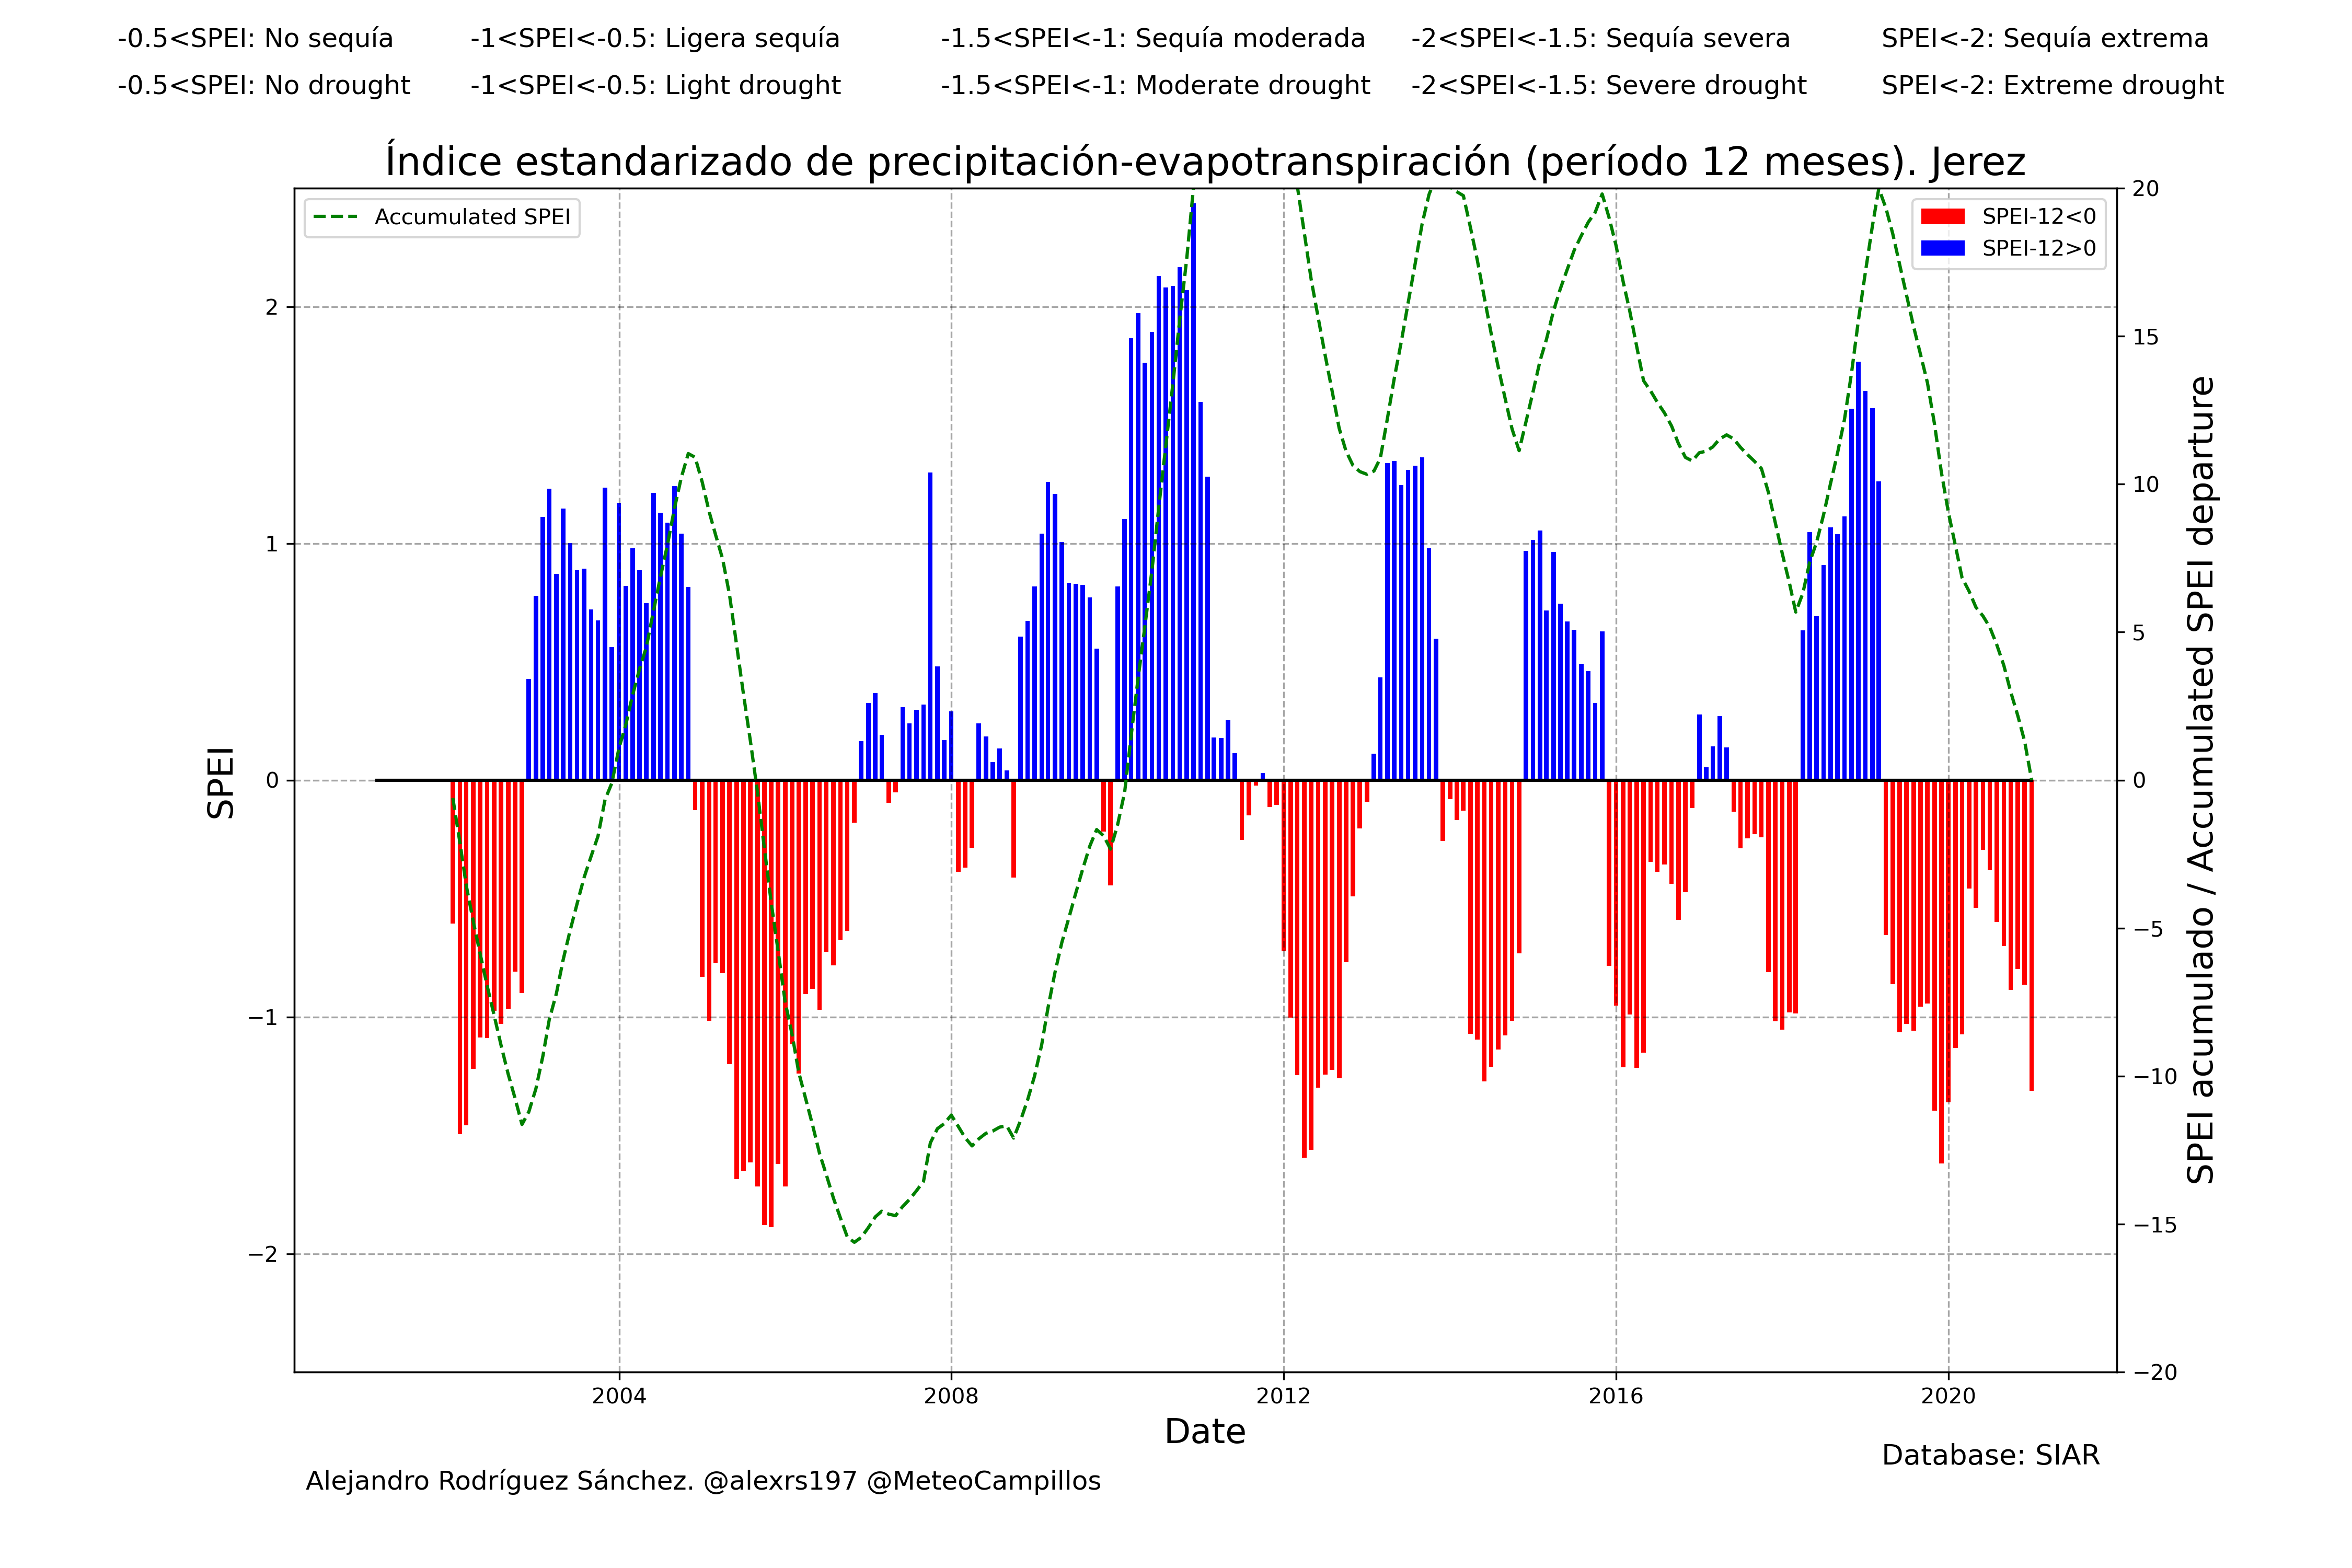 -0.5<SPEI: No sequía -1<SPEI<-0.5: Ligera sequía -1.5<SPEI<-1: Sequía moderada -2<SPEI<-1.5: Sequía severa SPEI<-2: Sequía extrema
-0.5<SPEI: No drought -1<SPEI<-0.5: Light drought -1.5<SPEI<-1: Moderate drought -2<SPEI<-1.5: Severe drought SPEI<-2: Extreme drought
Índice estandarizado de precipitación-evapotranspiración (período 12 meses). Jerez
Accumulated SPEI
SPEI-12<0
SPEI-12>0
SPEI
2
1
0
−1
−2
20
15
10
5
0
−5
−10
−15
−20
SPEI acumulado / Accumulated SPEI departure
2004 2008 2012 2016 2020
Date
Database: SIAR
Alejandro Rodríguez Sánchez. @alexrs197 @MeteoCampillos